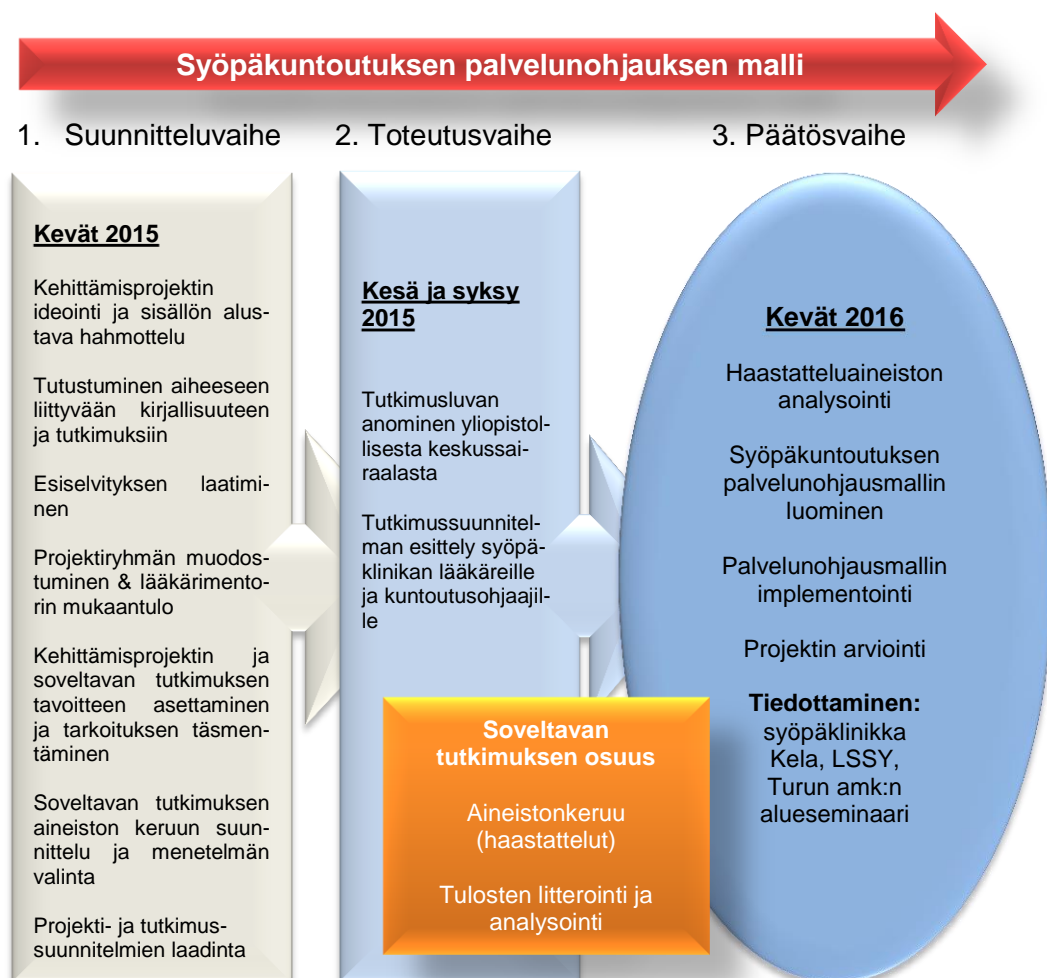 Syöpäkuntoutuksen palvelunohjauksen malli
1. Suunnitteluvaihe
2. Toteutusvaihe
3. Päätösvaihe
Kevät 2015
Kehittämisprojektin
ideointi ja sisällön alus-
tava hahmottelu
Tutustuminen aiheeseen
liittyvään kirjallisuuteen
ja tutkimuksiin
Esiselvityksen laatimi-
nen
Projektiryhmän muodos-
tuminen & lääkärimento-
rin mukaantulo
Kehittämisprojektin ja
soveltavan tutkimuksen
tavoitteen asettaminen
ja tarkoituksen täsmen-
täminen
Soveltavan tutkimuksen
aineiston keruun suun-
nittelu ja menetelmän
valinta
Projekti- ja tutkimus-
suunnitelmien laadinta
Kesä ja syksy
2015
Tutkimusluvan
anominen yliopistol-
lisesta keskussai-
raalasta
Tutkimussuunnitel-
man esittely syöpä-
klinikan lääkäreille
ja kuntoutusohjaajil-
le
Soveltavan
tutkimuksen osuus
Aineistonkeruu
(haastattelut)
Tulosten litterointi ja
analysointi
Kevät 2016
Haastatteluaineiston
analysointi
Syöpäkuntoutuksen
palvelunohjausmallin
luominen
Palvelunohjausmallin
implementointi
Projektin arviointi
Tiedottaminen:
syöpäklinikka
Kela, LSSY,
Turun amk:n
alueseminaari